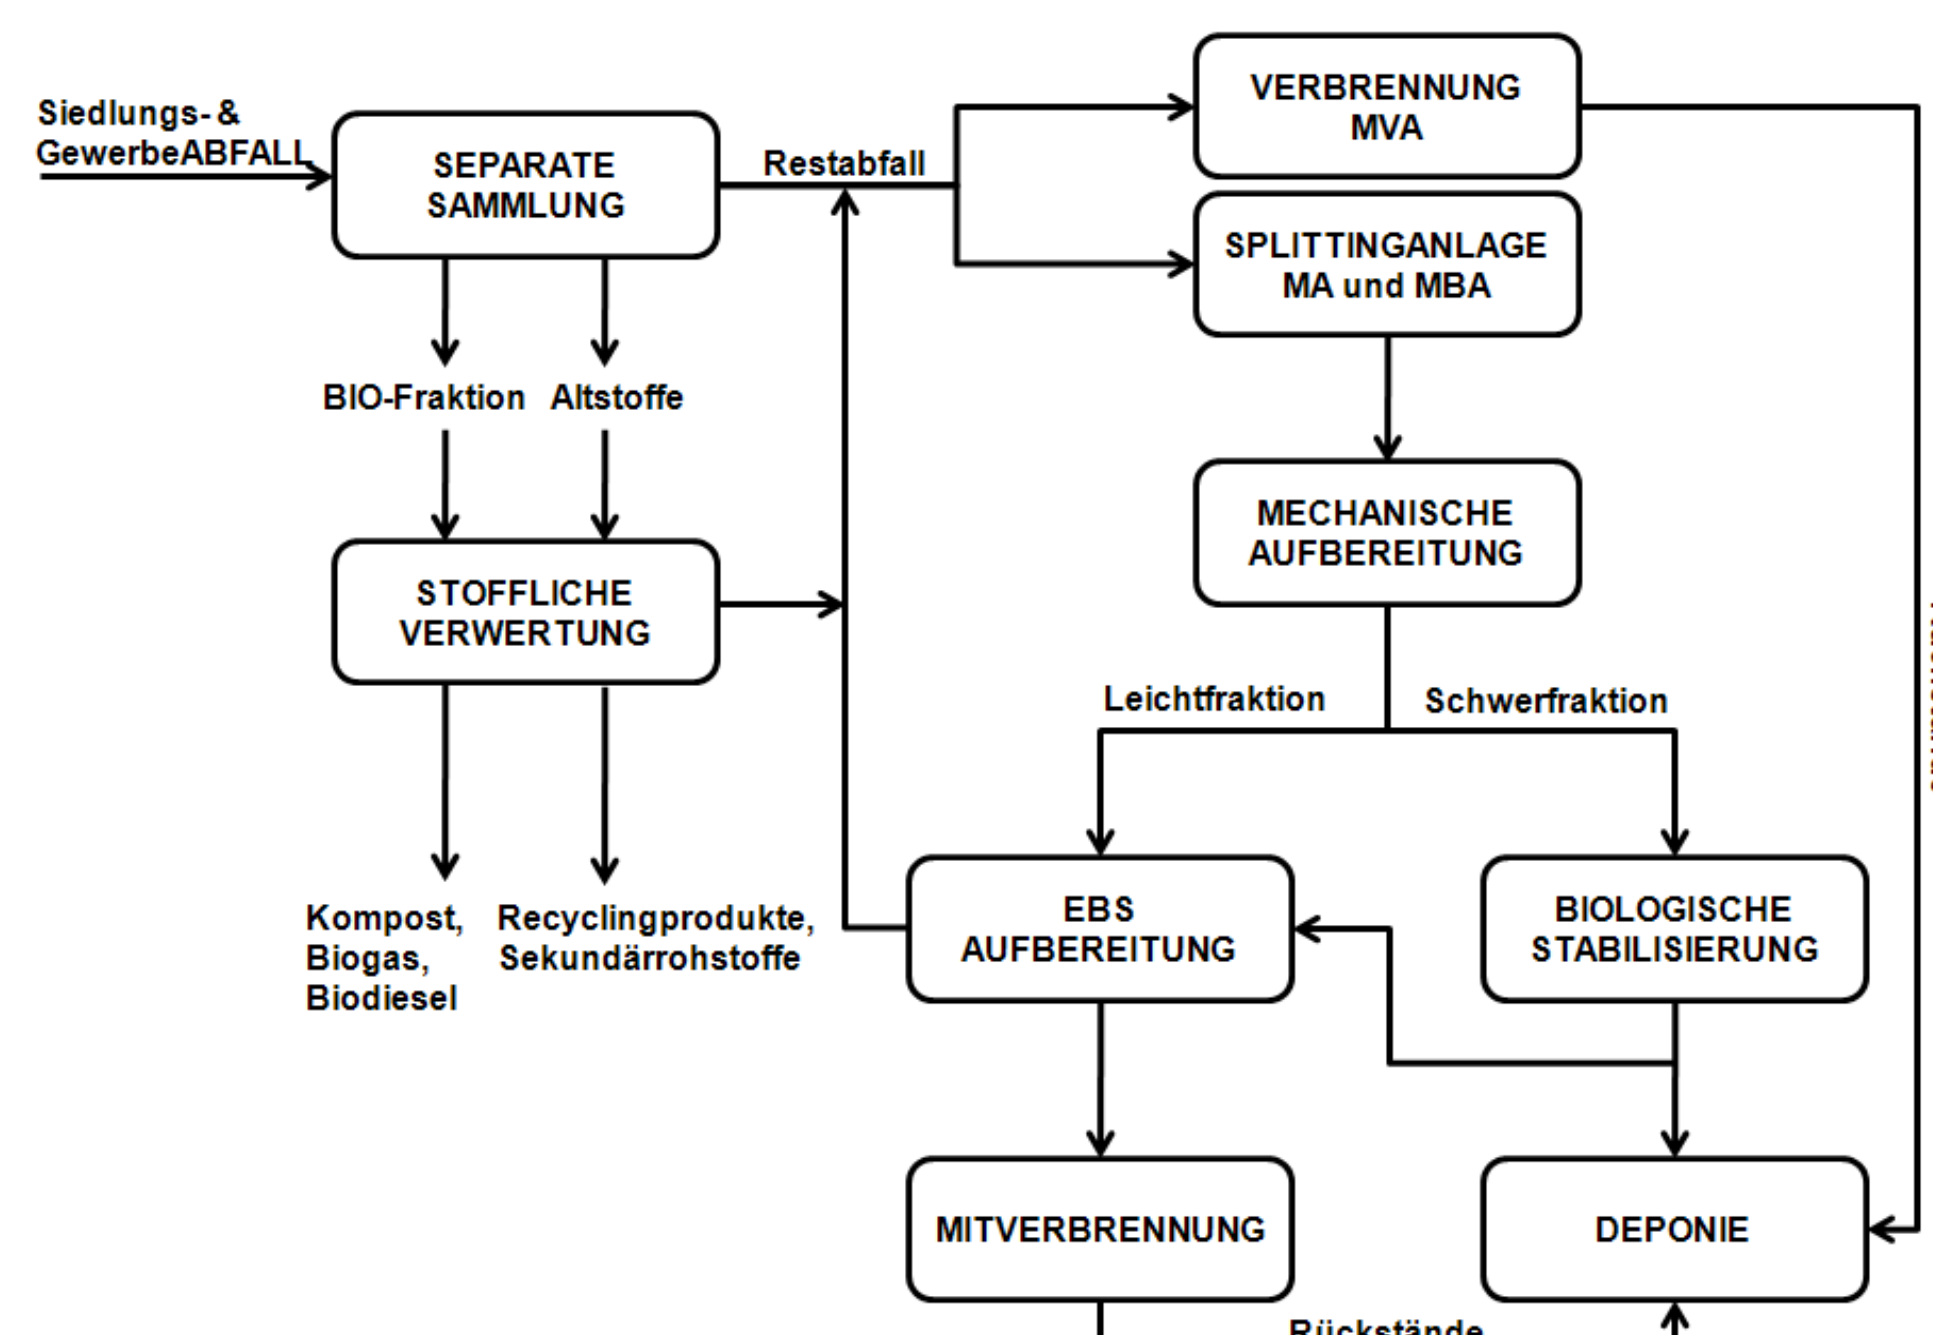 Siedlungs- &
GewerbeABFALL
SEPARATE
SAMMLUNG
Restabfall
VERBRENNUNG
MVA
SPLITTINGANLAGE
MA und MBA
BIO-Fraktion
Altstoffe
MECHANISCHE
AUFBEREITUNG
STOFFLICHE
VERWERTUNG
Leichtfraktion
Schwerfraktion
Kompost,
Biogas,
Biodiesel
Recyclingprodukte,
Sekundärrohstoffe
EBS
AUFBEREITUNG
BIOLOGISCHE
STABILISIERUNG
MITVERBRENNUNG
DEPONIE
Rückstände